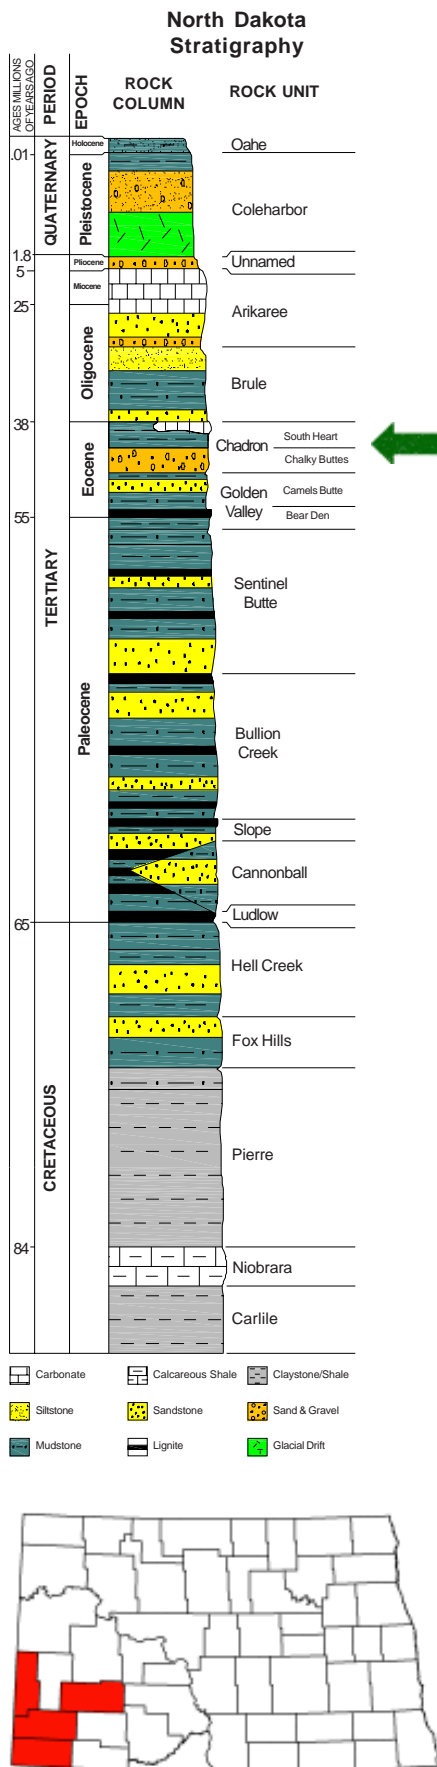 North Dakota
Stratigraphy
AGES MILLIONS
OF YEARS AGO
PERIOD
EPOCH
ROCK
COLUMN
ROCK UNIT
QUATERNARY
Holocene
Oahe
.01
Pleistocene
Coleharbor
1.8
Pliocene
Unnamed
5
Miocene
25
Arikaree
Oligocene
Brule
38
Chadron
South Heart
Chalky Buttes
Eocene
Golden
Valley
Camels Butte
Bear Den
55
TERTIARY
Sentinel
Butte
Paleocene
Bullion
Creek
Slope
Cannonball
Ludlow
65
Hell Creek
Fox Hills
CRETACEOUS
Pierre
84
Niobrara
Carlile
Carbonate
Calcareous Shale
Claystone/Shale
Siltstone
Sandstone
Sand & Gravel
Mudstone
Lignite
Glacial Drift